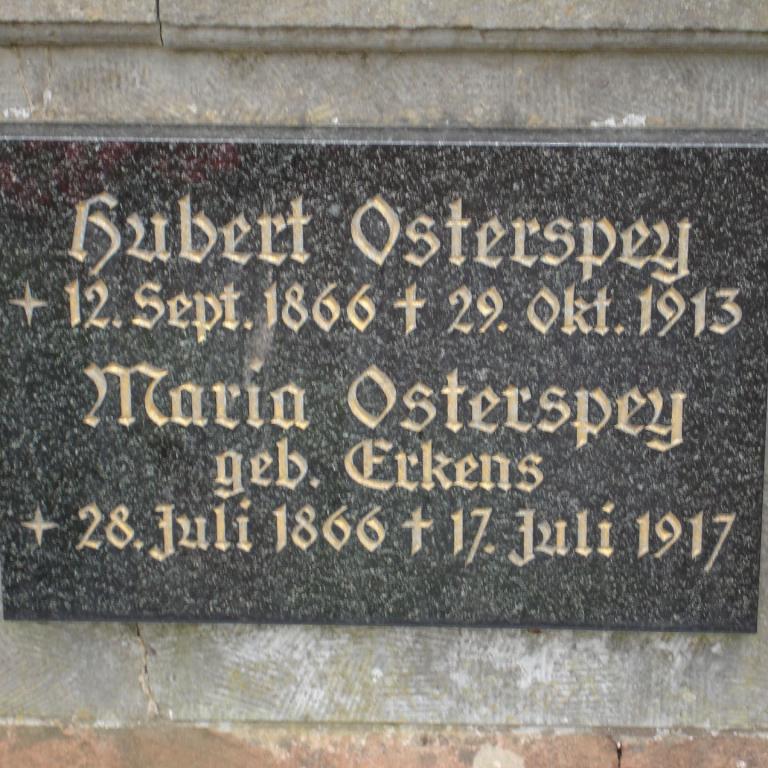 Hubert Osterspey
+ 12. Sept. 1866 † 29. Okt. 1913
Maria Osterspey
geb. Erkens
+ 28. Juli 1866 † 17. Juli 1917